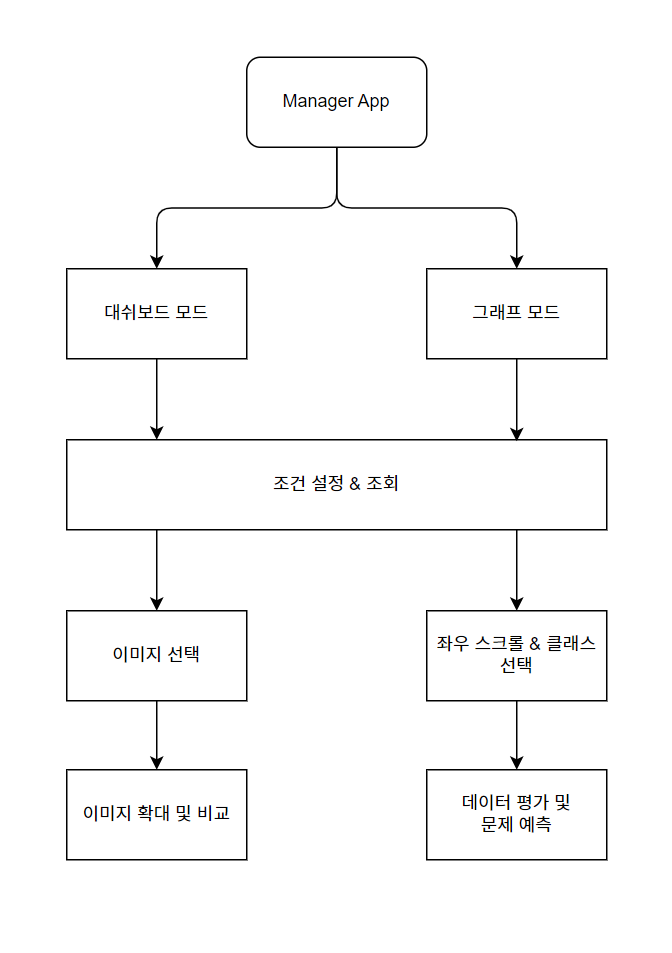 Manager App
대쉬보드 모드
그래프 모드
조건 설정 & 조회
이미지 선택
좌우 스크롤 & 클래스
선택
이미지 확대 및 비교
데이터 평가 및
문제 예측